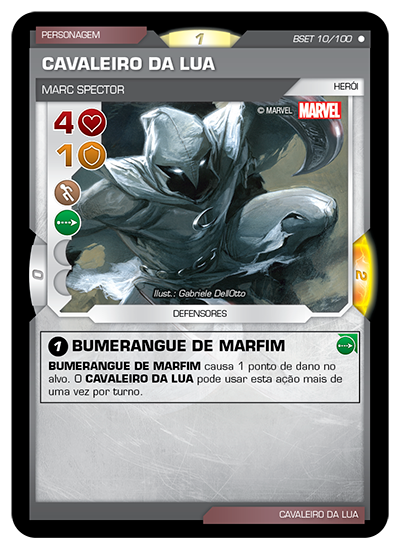 PERSONAGEM
1
BSET 10/100
CAVALEIRO DA LUA
MARC SPECTOR
HERÓI
4
© MARVEL MARVEL
1
0
2
Ilust.: Gabriele Dell'Otto
DEFENSORES
1 BUMERANGUE DE MARFIM
BUMERANGUE DE MARFIM causa 1 ponto de dano no
alvo. O CAVALEIRO DA LUA pode usar esta ação mais de
uma vez por turno.
CAVALEIRO DA LUA